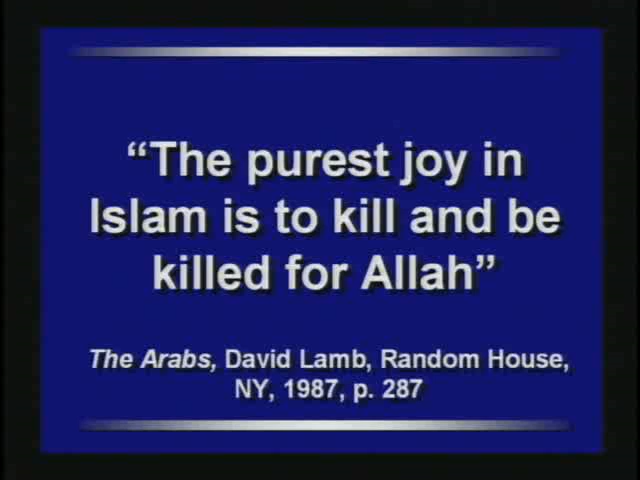 “The purest joy in
Islam is to kill and be
killed for Allah”
The Arabs, David Lamb, Random House,
NY, 1987, p. 287